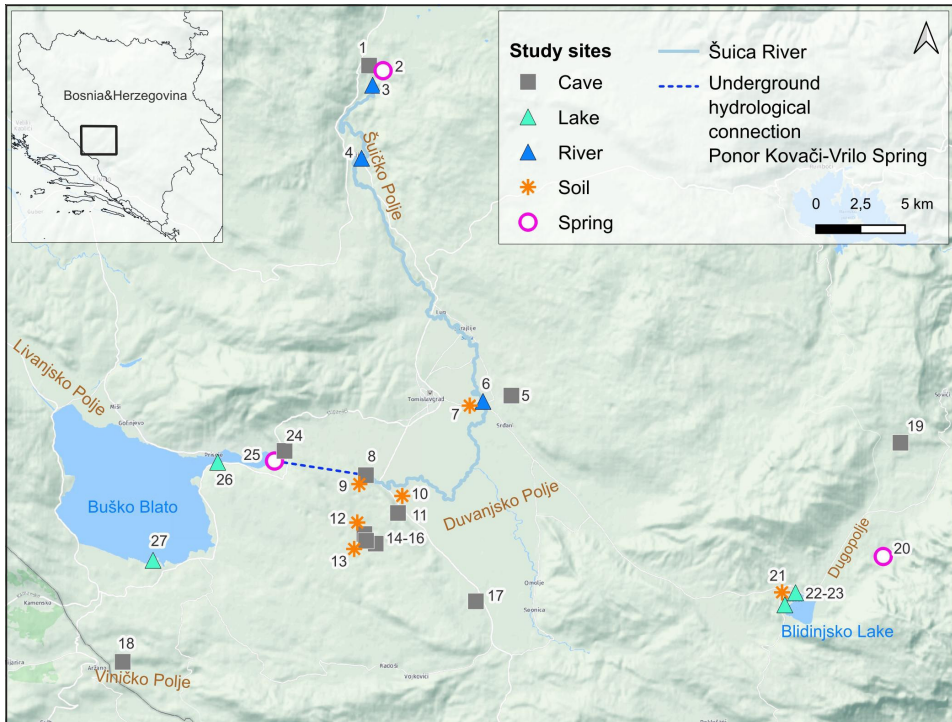 Bosnia&Herzegovina
Study sites
Cave
Lake
River
Soil
Spring
Šuica River
Underground
hydrological
connection
Ponor Kovači-Vrilo Spring
0 2,5 5 km
1
2
3
4
Šuičko Polje
Tomislavgrad
5
6
7
Srđani
Livanjsko Polje
Buško Blato
24
25
26
27
8
9
10
11
12
13
14-16
Duvanjsko Polje
Omolje
17
18
Viničko Polje
19
Dugopolje
20
21
22-23
Blidinjsko Lake